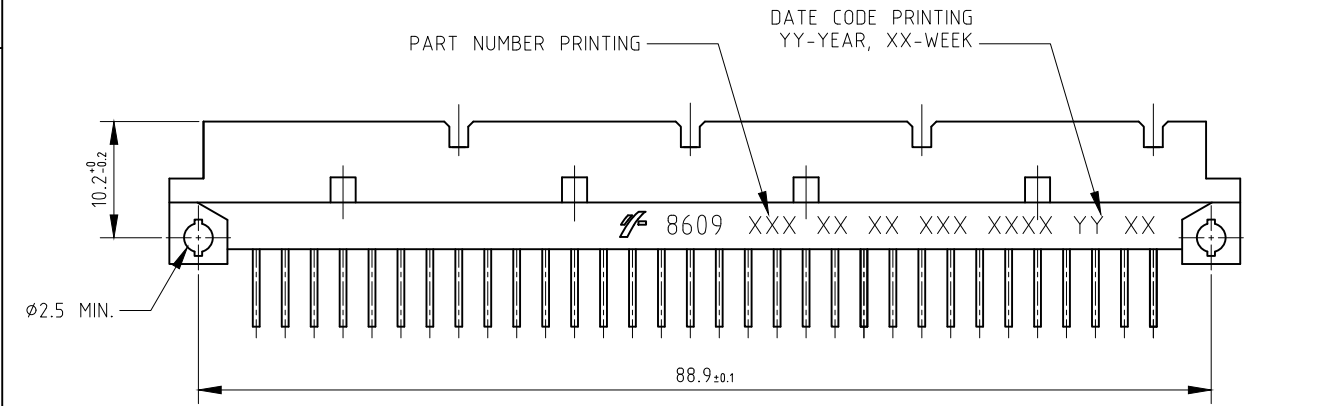 DATE CODE PRINTING
YY-YEAR, XX-WEEK
PART NUMBER PRINTING
10.2 +0 -0.2
8609 XXX XX XX XXX XXXX YY XX
ø2.5 MIN.
88.9±0.1